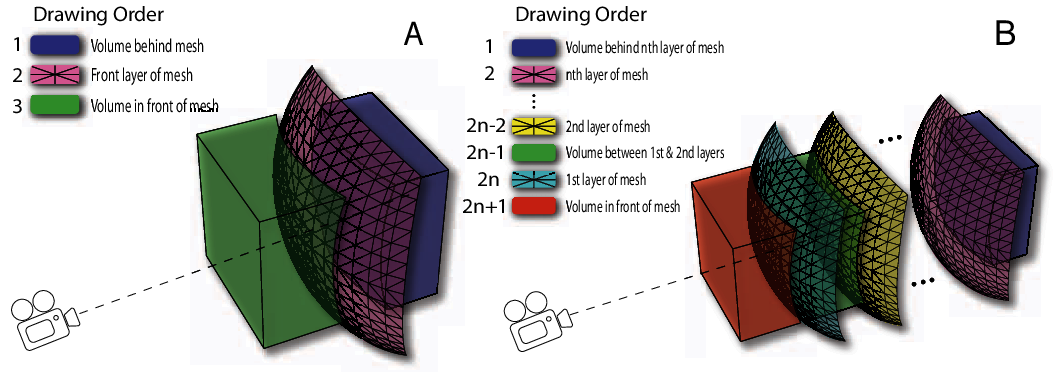 Drawing Order
A
1 Volume behind mesh
2 Front layer of mesh
3 Volume in front of mesh
Drawing Order
B
1 Volume behind nth layer of mesh
2 nth layer of mesh
⋮
2n-2 2nd layer of mesh
2n-1 Volume between 1st & 2nd layers
2n 1st layer of mesh
2n+1 Volume in front of mesh
•••
•••